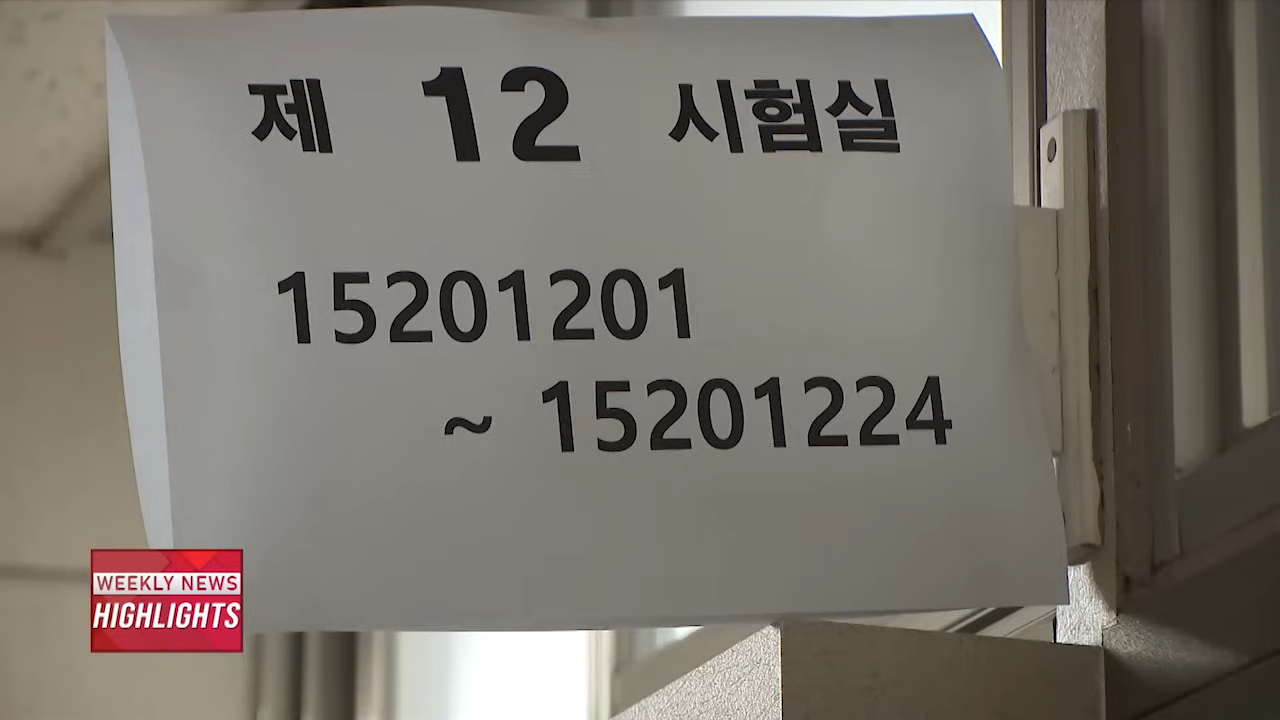 제 12 시험실
15201201
~ 15201224
WEEKLY NEWS
HIGHLIGHTS